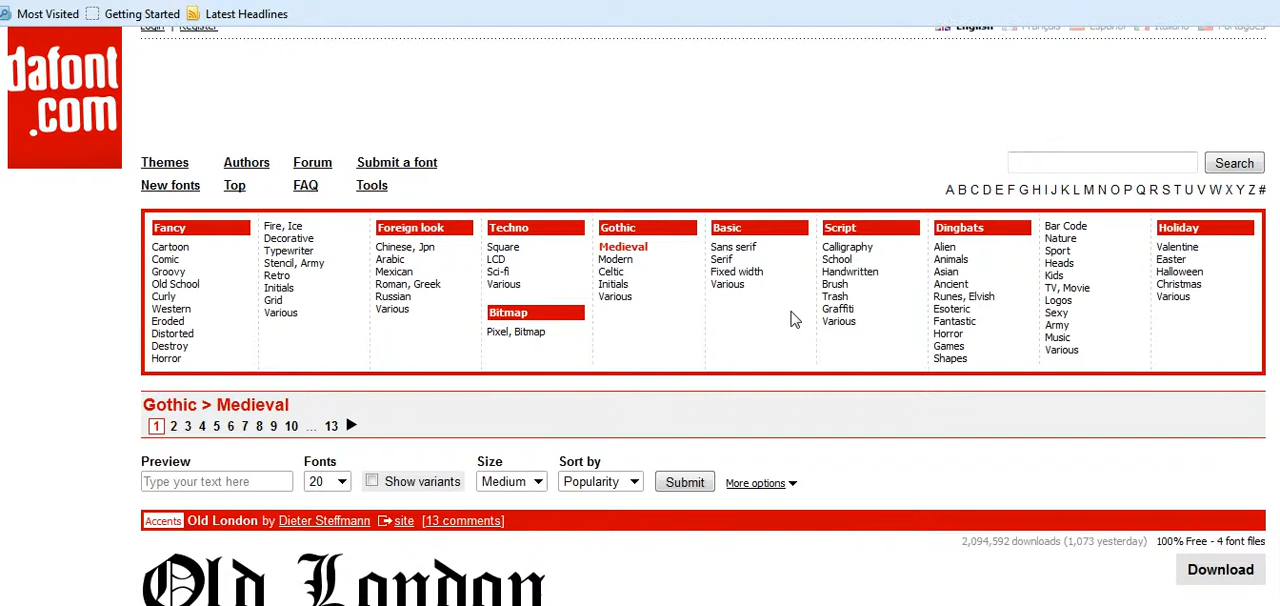 Most Visited Getting Started Latest Headlines
Login | Register English Français Español Italiano Português
dafont
.com
Themes Authors Forum Submit a font
New fonts Top FAQ Tools
Search
A B C D E F G H I J K L M N O P Q R S T U V W X Y Z #
Fancy
Cartoon
Comic
Groovy
Old School
Curly
Western
Eroded
Distorted
Destroy
Horror
Fire, Ice
Decorative
Typewriter
Stencil, Army
Retro
Initials
Grid
Various
Foreign look
Chinese, Jpn
Arabic
Mexican
Roman, Greek
Russian
Various
Techno
Square
LCD
Sci-fi
Various
Bitmap
Pixel, Bitmap
Gothic
Medieval
Modern
Celtic
Initials
Various
Basic
Sans serif
Serif
Fixed width
Various
Script
Calligraphy
School
Handwritten
Brush
Trash
Graffiti
Various
Dingbats
Alien
Animals
Asian
Ancient
Runes, Elvish
Esoteric
Fantastic
Horror
Games
Shapes
Bar Code
Nature
Sport
Heads
Kids
TV, Movie
Logos
Sexy
Army
Music
Various
Holiday
Valentine
Easter
Halloween
Christmas
Various
Gothic > Medieval
1 2 3 4 5 6 7 8 9 10 ... 13
Preview Fonts Size Sort by
Type your text here 20 Show variants Medium Popularity Submit More options
Accents Old London by Dieter Steffmann site [13 comments]
2,094,592 downloads (1,073 yesterday) 100% Free - 4 font files
Download
Old London